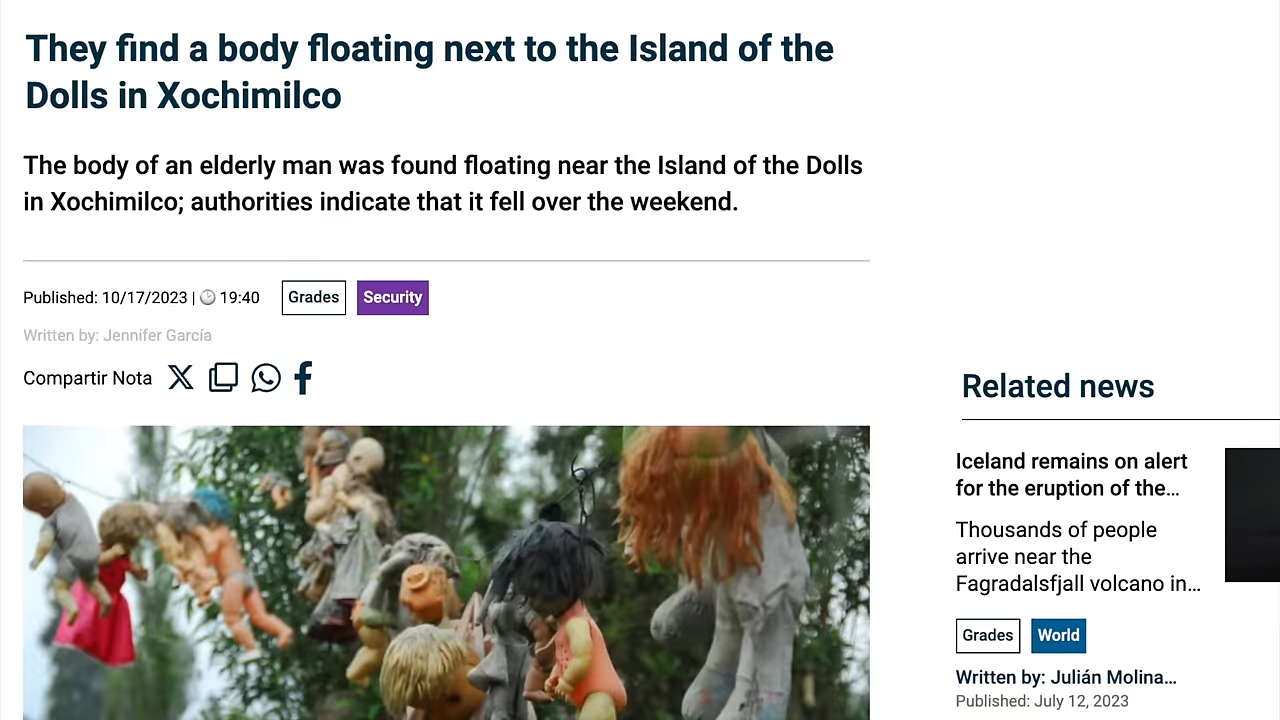 They find a body floating next to the Island of the
Dolls in Xochimilco
The body of an elderly man was found floating near the Island of the Dolls
in Xochimilco; authorities indicate that it fell over the weekend.
Published: 10/17/2023 | 19:40 Grades Security
Written by: Jennifer García
Compartir Nota
Related news
Iceland remains on alert
for the eruption of the…
Thousands of people
arrive near the
Fagradalsfjall volcano in…
Grades World
Written by: Julián Molina…
Published: July 12, 2023